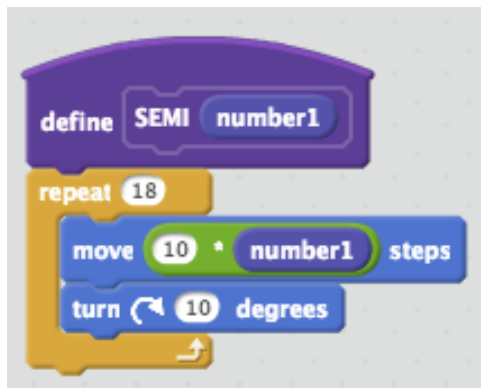 define SEMI number1
repeat 18
move 10 * number1 steps
turn 10 degrees